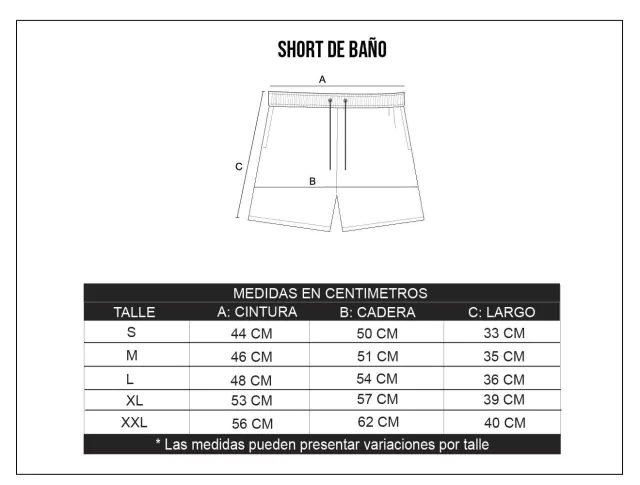 SHORT DE BAÑO
A
C
B
MEDIDAS EN CENTIMETROS
TALLE A: CINTURA B: CADERA C: LARGO
S 44 CM 50 CM 33 CM
M 46 CM 51 CM 35 CM
L 48 CM 54 CM 36 CM
XL 53 CM 57 CM 39 CM
XXL 56 CM 62 CM 40 CM
* Las medidas pueden presentar variaciones por talle